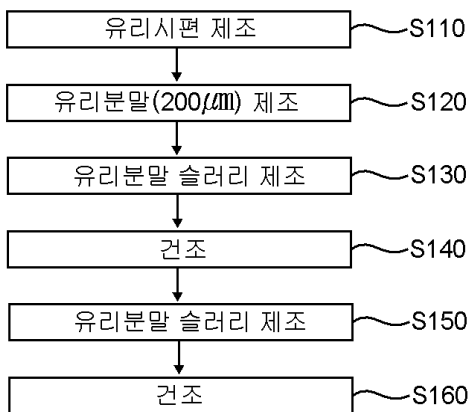 유리시편 제조 S110
유리분말(200㎛) 제조 S120
유리분말 슬러리 제조 S130
건조 S140
유리분말 슬러리 제조 S150
건조 S160